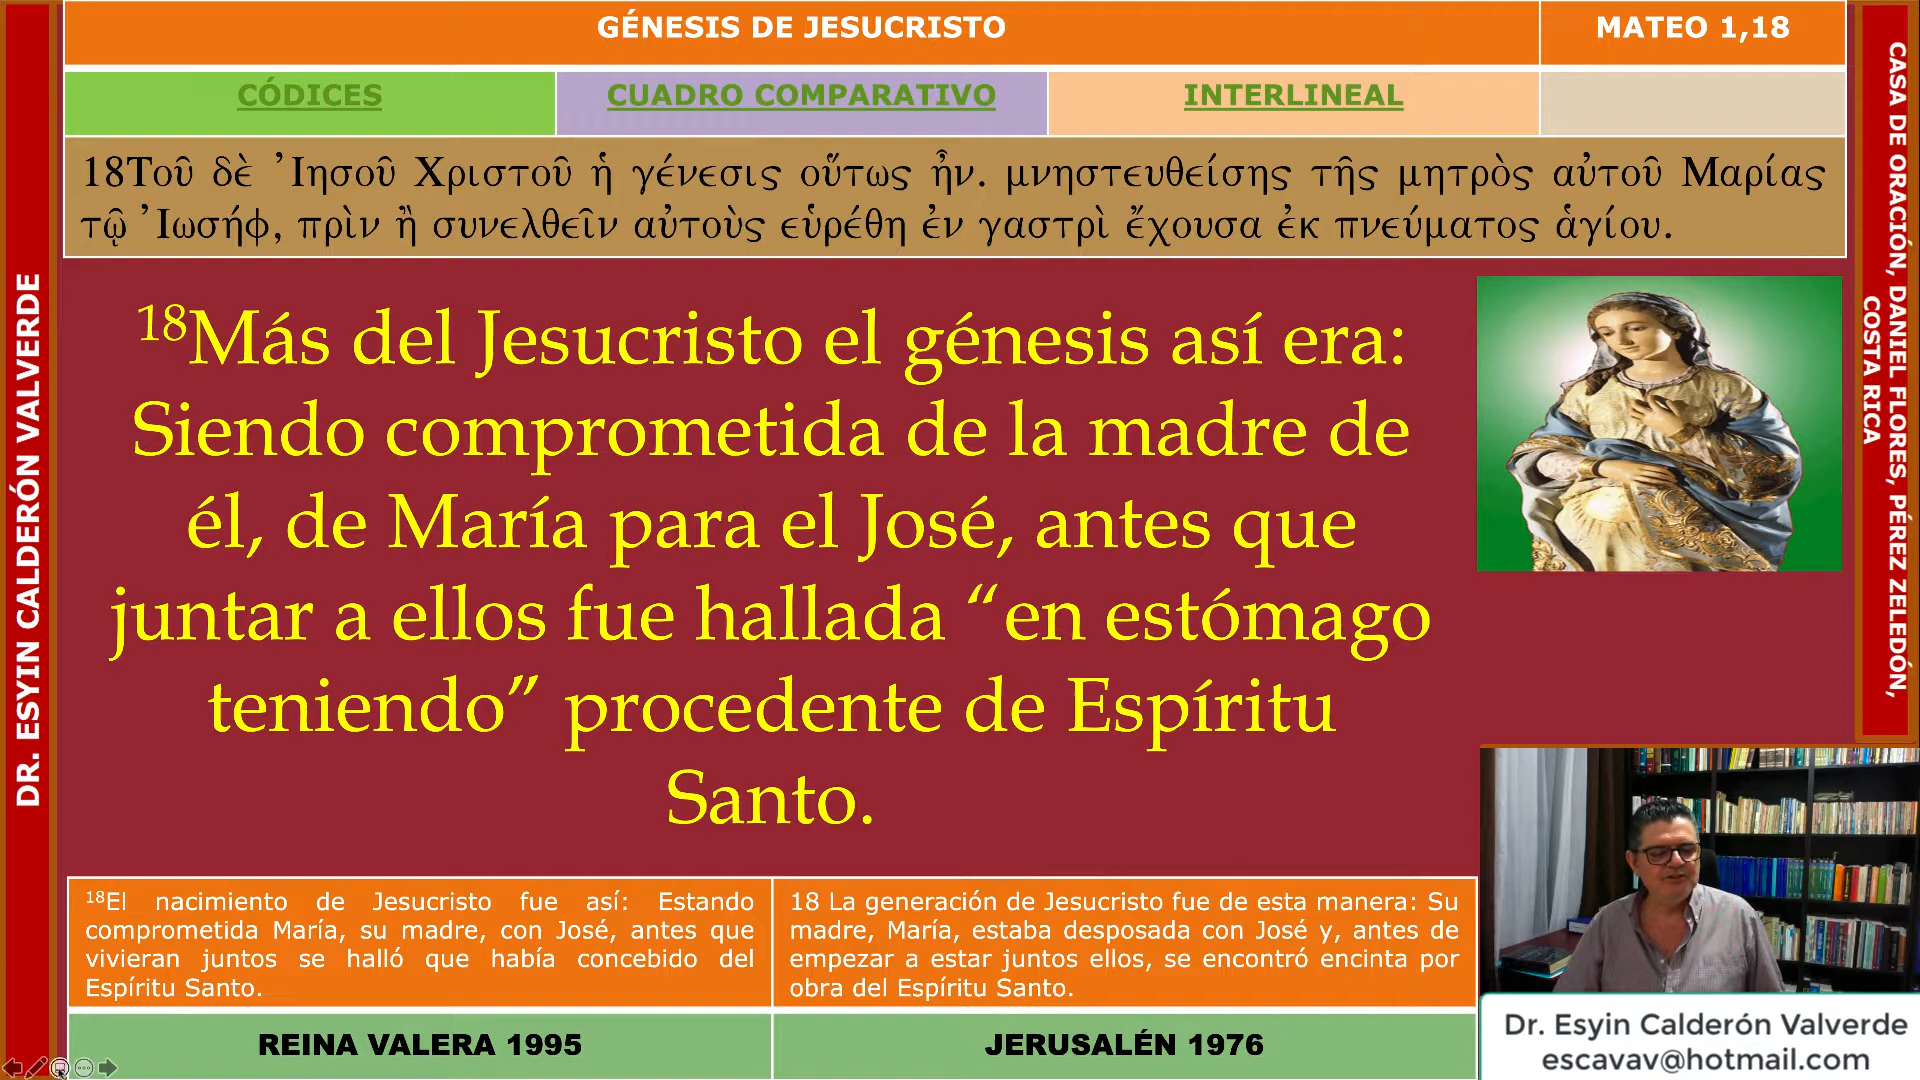 GÉNESIS DE JESUCRISTO
MATEO 1,18
CÓDICES
CUADRO COMPARATIVO
INTERLINEAL
18Τοῦ δὲ Ἰησοῦ Χριστοῦ ἡ γένεσις οὕτως ἦν. μνηστευθείσης τῆς μητρὸς αὐτοῦ Μαρίας
τῷ Ἰωσήφ, πρὶν ἢ συνελθεῖν αὐτοὺς εὑρέθη ἐν γαστρὶ ἔχουσα ἐκ πνεύματος ἁγίου.
18Más del Jesucristo el génesis así era:
Siendo comprometida de la madre de
él, de María para el José, antes que
juntar a ellos fue hallada “en estómago
teniendo” procedente de Espíritu
Santo.
18El nacimiento de Jesucristo fue así: Estando
comprometida María, su madre, con José, antes que
vivieran juntos se halló que había concebido del
Espíritu Santo.
18 La generación de Jesucristo fue de esta manera: Su
madre, María, estaba desposada con José y, antes de
empezar a estar juntos ellos, se encontró encinta por
obra del Espíritu Santo.
REINA VALERA 1995
JERUSALÉN 1976
DR. ESYIN CALDERÓN VALVERDE
CASA DE ORACIÓN, DANIEL FLORES, PÉREZ ZELEDÓN,
COSTA RICA
Dr. Esyin Calderón Valverde
escavav@hotmail.com